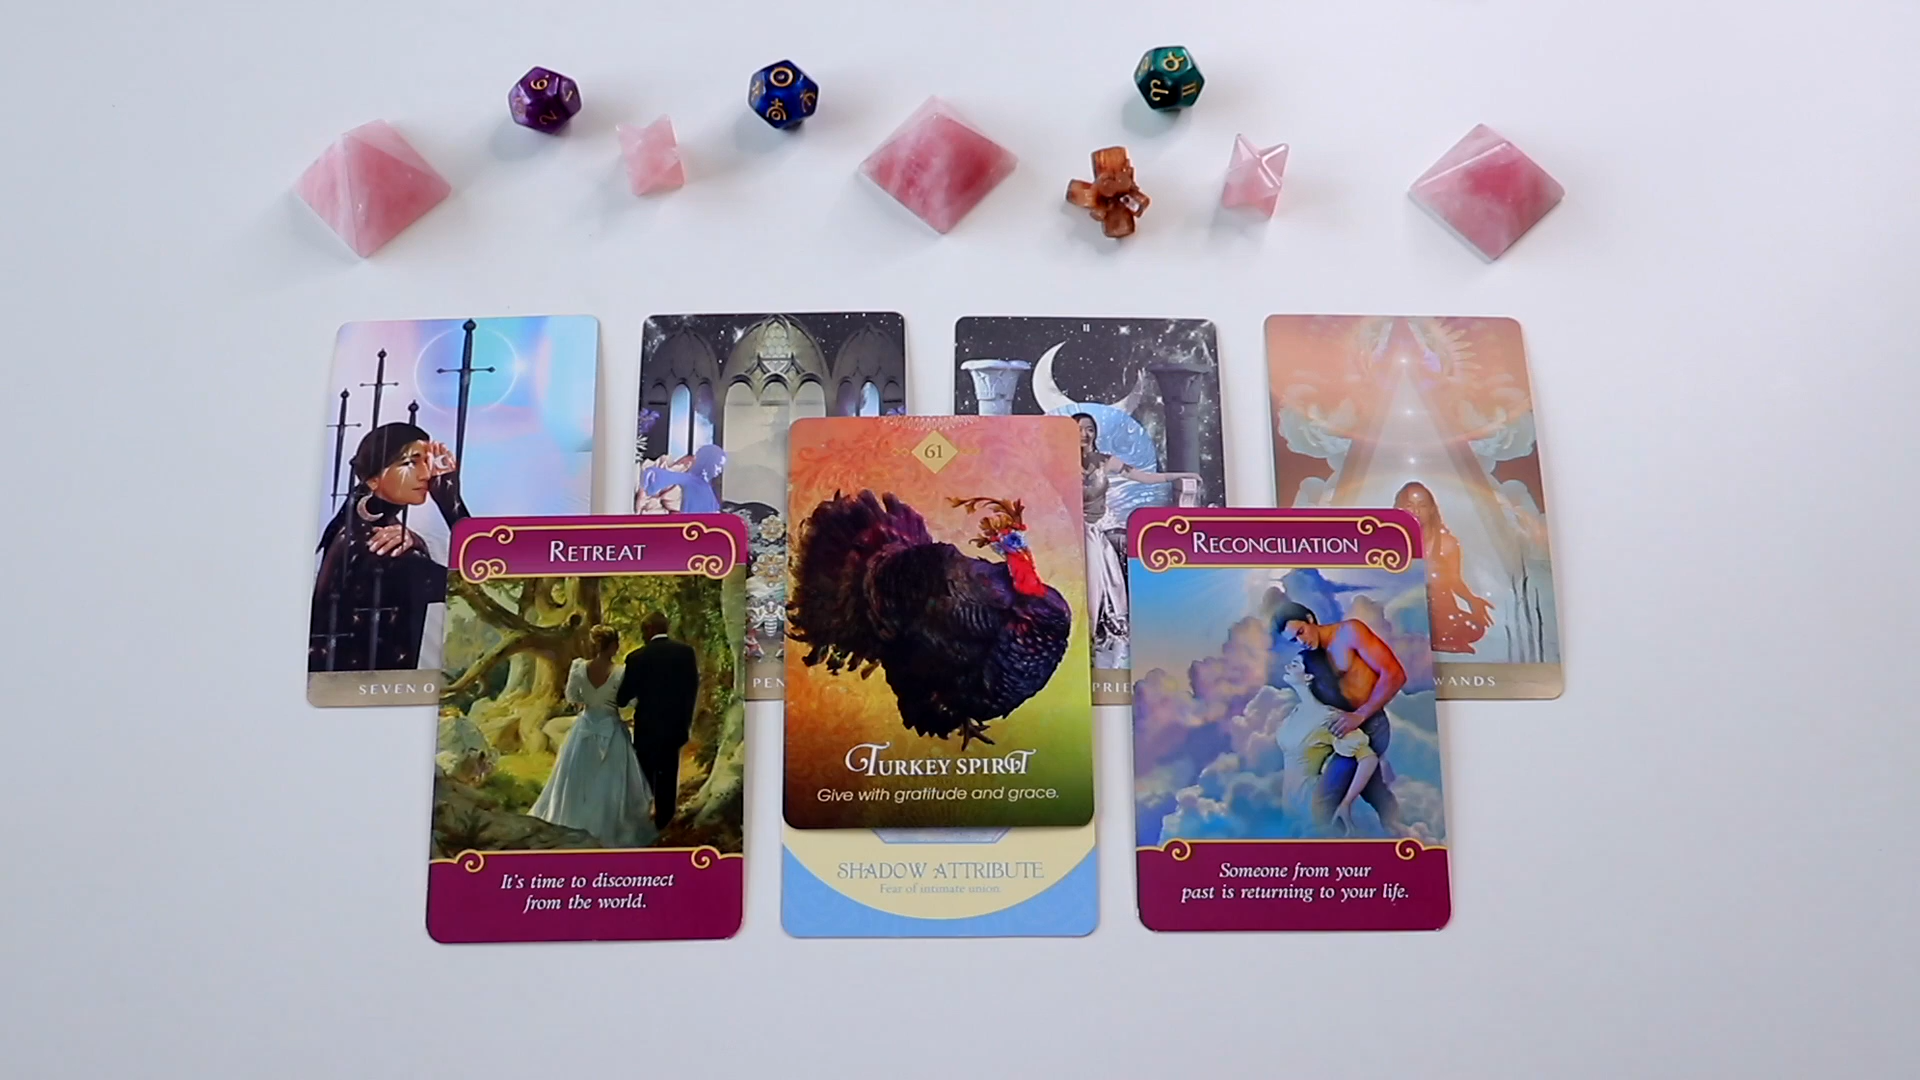 II
SEVEN O
PEN
PRIE
WANDS
RETREAT
It's time to disconnect
from the world.
61
TURKEY SPIRIT
Give with gratitude and grace.
SHADOW ATTRIBUTE
Fear of intimate union.
RECONCILIATION
Someone from your
past is returning to your life.